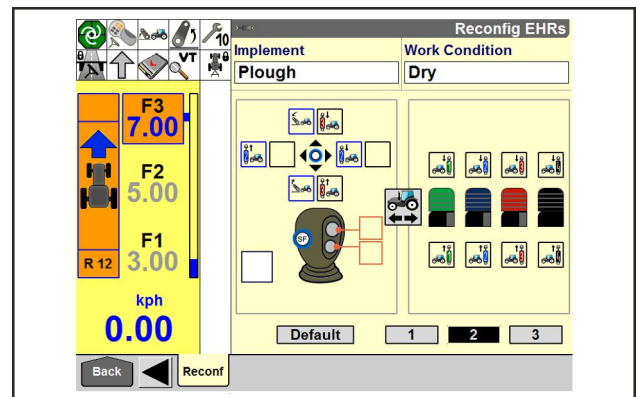 10
VT
Reconfig EHRs
Implement
Work Condition
Plough
Dry
F3
7.00
F2
5.00
F1
3.00
R 12
kph
0.00
SF
Default
1
2
3
Back
Reconf